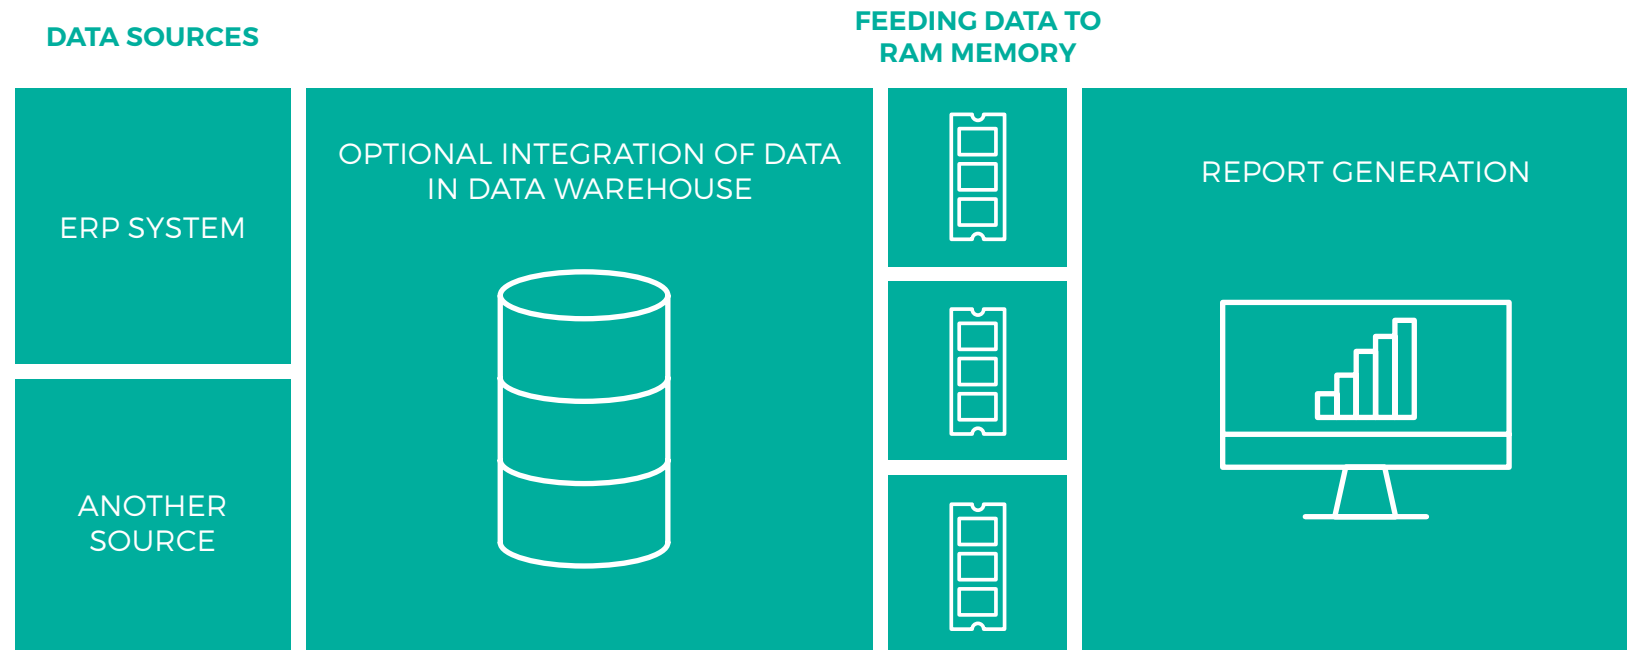 DATA SOURCES
FEEDING DATA TO
RAM MEMORY
ERP SYSTEM
ANOTHER
SOURCE
OPTIONAL INTEGRATION OF DATA
IN DATA WAREHOUSE
REPORT GENERATION